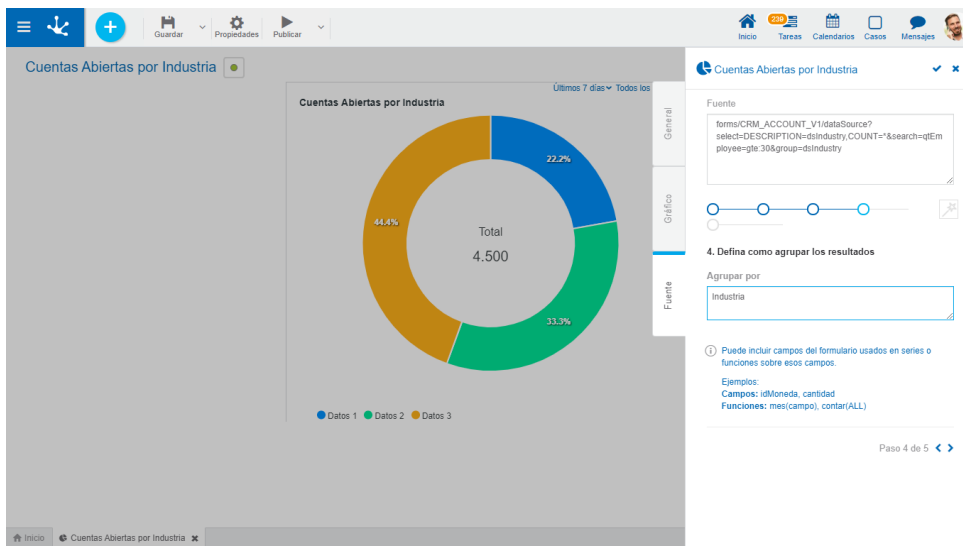 Guardar
Propiedades
Publicar
Inicio
239
Tareas
Calendarios
Casos
Mensajes
Cuentas Abiertas por Industria
Últimos 7 días Todos los
Cuentas Abiertas por Industria
22.2%
44.4%
33.3%
Total
4.500
Datos 1 Datos 2 Datos 3
General
Gráfico
Fuente
Cuentas Abiertas por Industria
Fuente
forms/CRM_ACCOUNT_V1/dataSource?
select=DESCRIPTION=dsIndustry,COUNT=*&search=qtEm
ployee=gte:30&group=dsIndustry
4. Defina como agrupar los resultados
Agrupar por
Industria
Puede incluir campos del formulario usados en series o
funciones sobre esos campos.
Ejemplos:
Campos: idMoneda, cantidad
Funciones: mes(campo), contar(ALL)
Paso 4 de 5
Inicio
Cuentas Abiertas por Industria